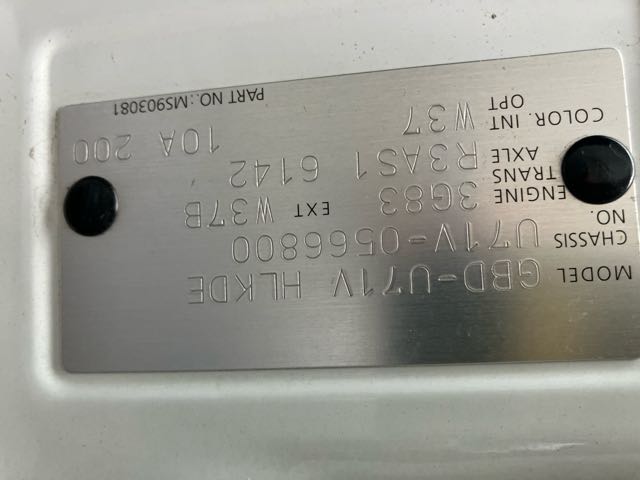 MODEL GBD-U71V HLKDE
CHASSIS NO. U71V-0566800
ENGINE 3G83 EXT W37B
TRANS AXLE R3AS1 6142
COLOR. INT OPT W37 10A 200
PART NO.:MS903081